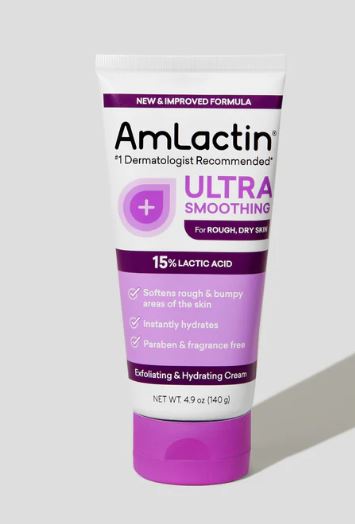 NEW & IMPROVED FORMULA
AmLactin®
#1 Dermatologist Recommended*
ULTRA
SMOOTHING
For ROUGH, DRY SKIN
15% LACTIC ACID
Softens rough & bumpy
areas of the skin
Instantly hydrates
Paraben & fragrance free
Exfoliating & Hydrating Cream
NET WT. 4.9 oz (140 g)